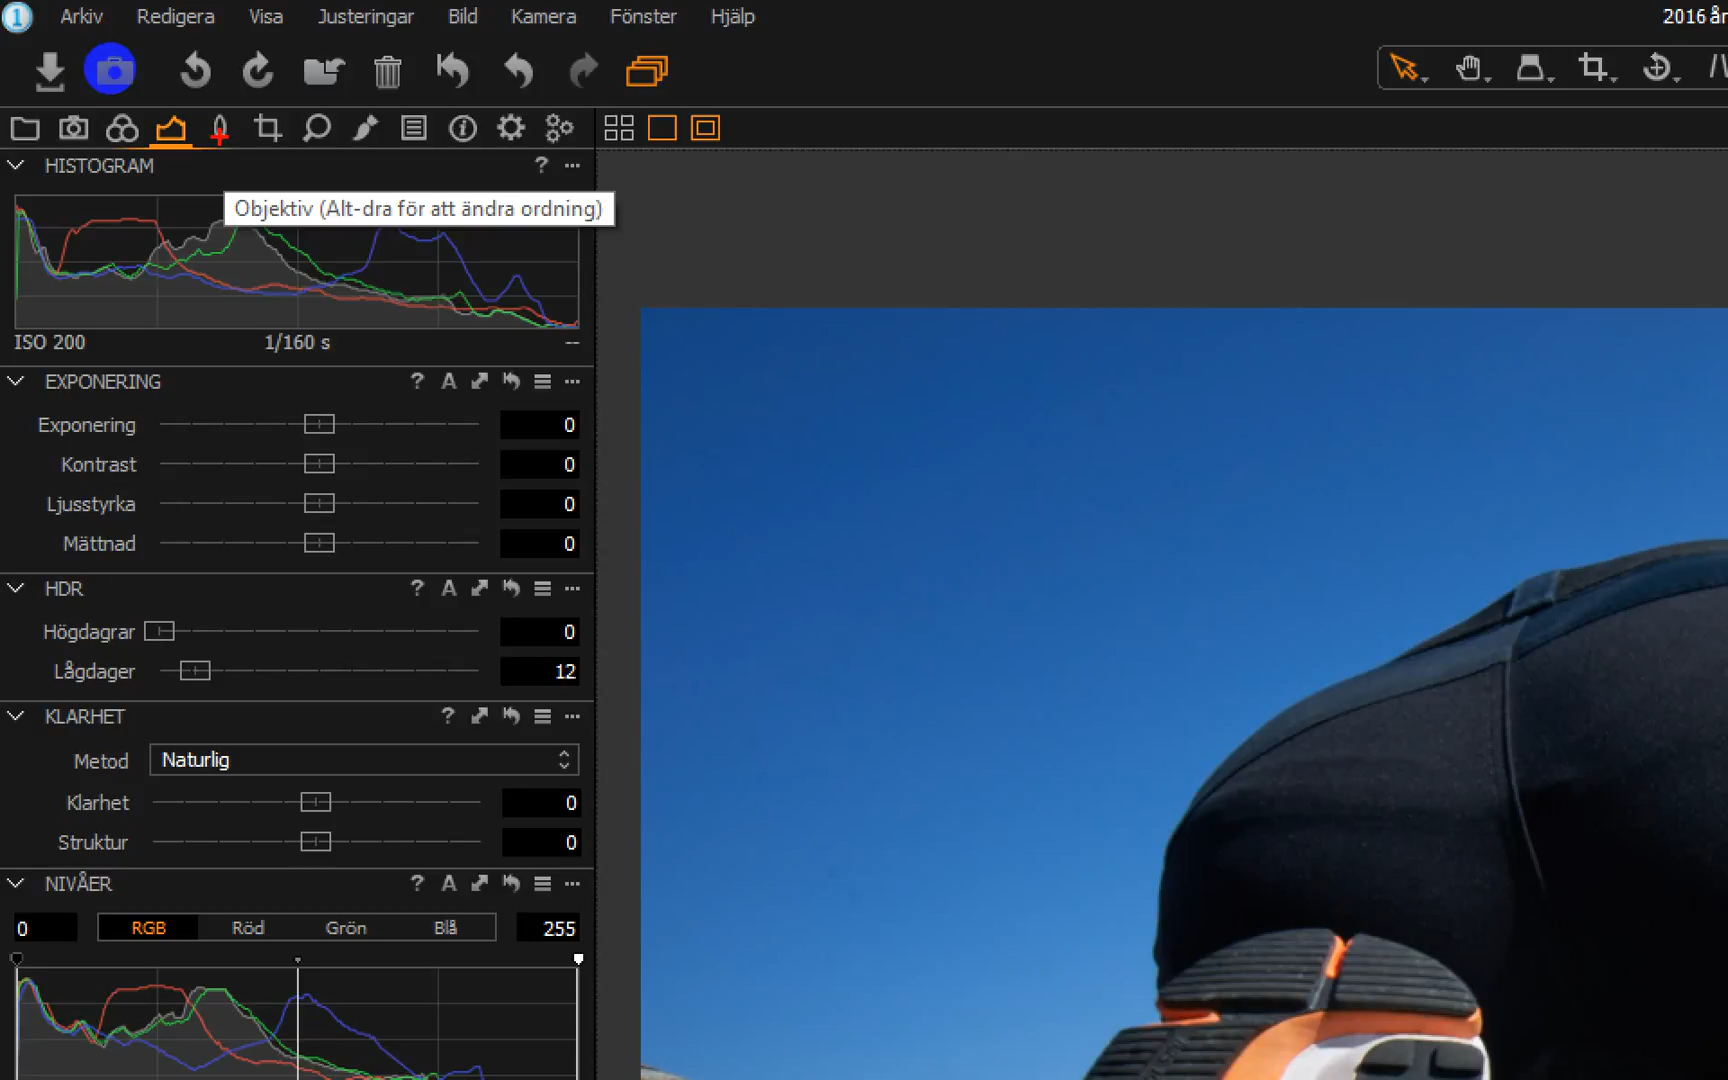 Arkiv Redigera Visa Justeringar Bild Kamera Fönster Hjälp 2016 år
HISTOGRAM
Objektiv (Alt-dra för att ändra ordning)
ISO 200 1/160 s --
EXPONERING
Exponering 0
Kontrast 0
Ljusstyrka 0
Mättnad 0
HDR
Högdagrar 0
Lågdager 12
KLARHET
Metod Naturlig
Klarhet 0
Struktur 0
NIVÅER
0 RGB Röd Grön Blå 255